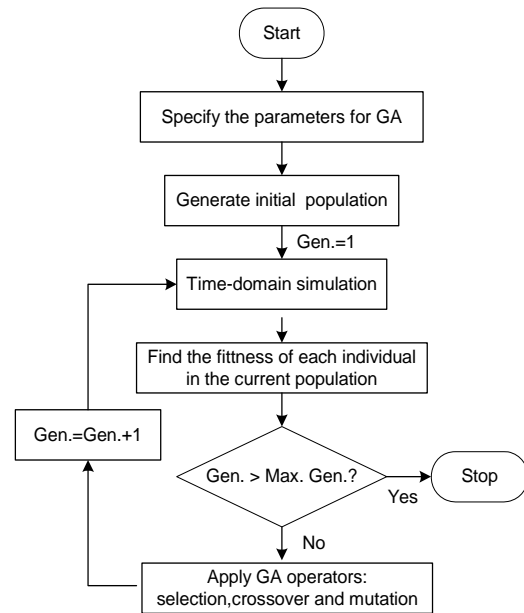 Start
Specify the parameters for GA
Generate initial population
Gen.=1
Time-domain simulation
Find the fittness of each individual
in the current population
Gen.=Gen.+1
Gen. > Max. Gen.?
Stop
Yes
No
Apply GA operators:
selection,crossover and mutation